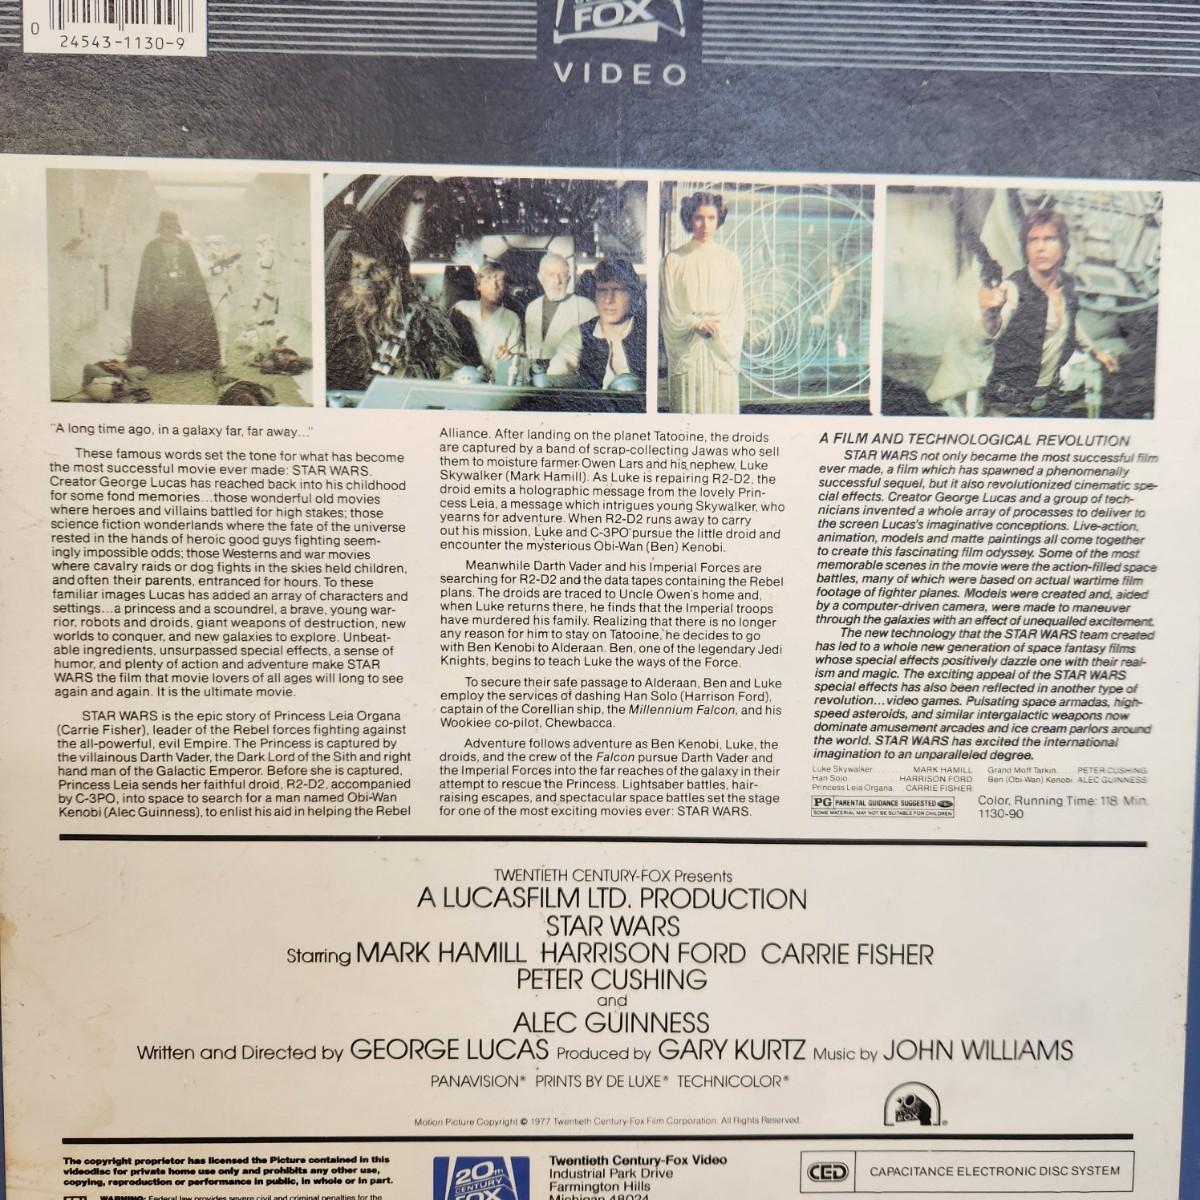 0
24543-1130-9
FOX
VIDEO
"A long time ago, in a galaxy far, far away..."
These famous words set the tone for what has become
the most successful movie ever made: STAR WARS.
Creator George Lucas has reached back into his childhood
for some fond memories...those wonderful old movies
where heroes and villains battled for high stakes; those
science fiction wonderlands where the fate of the universe
rested in the hands of heroic good guys fighting seem-
ingly impossible odds; those Westerns and war movies
where cavalry raids or dog fights in the skies held children,
and often their parents, entranced for hours. To these
familiar images Lucas has added an array of characters and
settings...a princess and a scoundrel, a brave, young war-
rior, robots and droids, giant weapons of destruction, new
worlds to conquer, and new galaxies to explore. Unbeat-
able ingredients, unsurpassed special effects, a sense of
humor, and plenty of action and adventure make STAR
WARS the film that movie lovers of all ages will long to see
again and again. It is the ultimate movie.
STAR WARS is the epic story of Princess Leia Organa
(Carrie Fisher), leader of the Rebel forces fighting against
the all-powerful, evil Empire. The Princess is captured by
the villainous Darth Vader, the Dark Lord of the Sith and right
hand man of the Galactic Emperor. Before she is captured,
Princess Leia sends her faithful droid, R2-D2, accompanied
by C-3PO, into space to search for a man named Obi-Wan
Kenobi (Alec Guinness), to enlist his aid in helping the Rebel
Alliance. After landing on the planet Tatooine, the droids
are captured by a band of scrap-collecting Jawas who sell
them to moisture farmer Owen Lars and his nephew, Luke
Skywalker (Mark Hamill). As Luke is repairing R2-D2, the
droid emits a holographic message from the lovely Prin-
cess Leia, a message which intrigues young Skywalker, who
yearns for adventure. When R2-D2 runs away to carry
out his mission, Luke and C-3PO pursue the little droid and
encounter the mysterious Obi-Wan (Ben) Kenobi.
Meanwhile Darth Vader and his Imperial Forces are
searching for R2-D2 and the data tapes containing the Rebel
plans. The droids are traced to Uncle Owen's home and,
when Luke returns there, he finds that the Imperial troops
have murdered his family. Realizing that there is no longer
any reason for him to stay on Tatooine, he decides to go
with Ben Kenobi to Alderaan. Ben, one of the legendary Jedi
Knights, begins to teach Luke the ways of the Force.
To secure their safe passage to Alderaan, Ben and Luke
employ the services of dashing Han Solo (Harrison Ford),
captain of the Corellian ship, the Millennium Falcon, and his
Wookiee co-pilot, Chewbacca.
Adventure follows adventure as Ben Kenobi, Luke, the
droids, and the crew of the Falcon pursue Darth Vader and
the Imperial Forces into the far reaches of the galaxy in their
attempt to rescue the Princess. Lightsaber battles, hair-
raising escapes, and spectacular space battles set the stage
for one of the most exciting movies ever: STAR WARS.
A FILM AND TECHNOLOGICAL REVOLUTION
STAR WARS not only became the most successful film
ever made, a film which has spawned a phenomenally
successful sequel, but it also revolutionized cinematic spe-
cial effects. Creator George Lucas and a group of tech-
nicians invented a whole array of processes to deliver to
the screen Lucas's imaginative conceptions. Live-action,
animation, models and matte paintings all come together
to create this fascinating film odyssey. Some of the most
memorable scenes in the movie were the action-filled space
battles, many of which were based on actual wartime film
footage of fighter planes. Models were created and, aided
by a computer-driven camera, were made to maneuver
through the galaxies with an effect of unequalled excitement.
The new technology that the STAR WARS team created
has led to a whole new generation of space fantasy films
whose special effects positively dazzle one with their real-
ism and magic. The exciting appeal of the STAR WARS
special effects has also been reflected in another type of
revolution...video games. Pulsating space armadas, high-
speed asteroids, and similar intergalactic weapons now
dominate amusement arcades and ice cream parlors around
the world. STAR WARS has excited the international
imagination to an unparalleled degree.
Luke Skywalker MARK HAMILL Grand Moff Tarkin PETER CUSHING
Han Solo HARRISON FORD Ben (Obi-Wan) Kenobi ALEC GUINNESS
Princess Leia Organa CARRIE FISHER
PG PARENTAL GUIDANCE SUGGESTED
SOME MATERIAL MAY NOT BE SUITABLE FOR CHILDREN
Color, Running Time: 118 Min.
1130-90
TWENTIETH CENTURY-FOX Presents
A LUCASFILM LTD. PRODUCTION
STAR WARS
Starring MARK HAMILL HARRISON FORD CARRIE FISHER
PETER CUSHING
and
ALEC GUINNESS
Written and Directed by GEORGE LUCAS Produced by GARY KURTZ Music by JOHN WILLIAMS
PANAVISION® PRINTS BY DE LUXE® TECHNICOLOR®
Motion Picture Copyright © 1977 Twentieth Century-Fox Film Corporation. All Rights Reserved.
The copyright proprietor has licensed the Picture contained in this
videodisc for private home use only and prohibits any other use,
copying, reproduction or performance in public, in whole or in part.
WARNING: Federal law provides severe civil and criminal penalties for the
20th
CENTURY
FOX
Twentieth Century-Fox Video
Industrial Park Drive
Farmington Hills
Michigan 48024
CED CAPACITANCE ELECTRONIC DISC SYSTEM